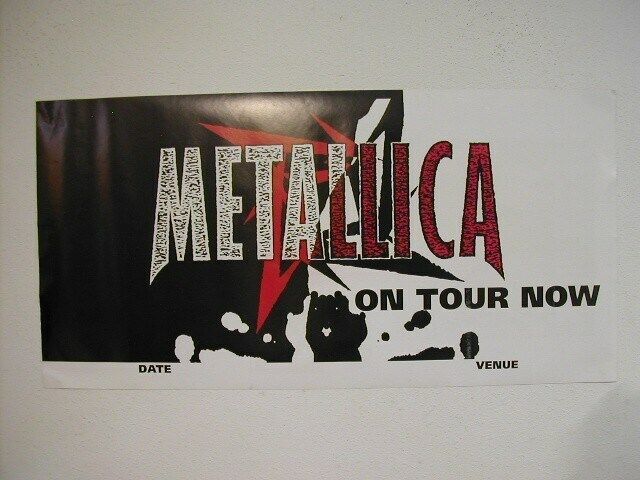 METALLICA
ON TOUR NOW
DATE
VENUE